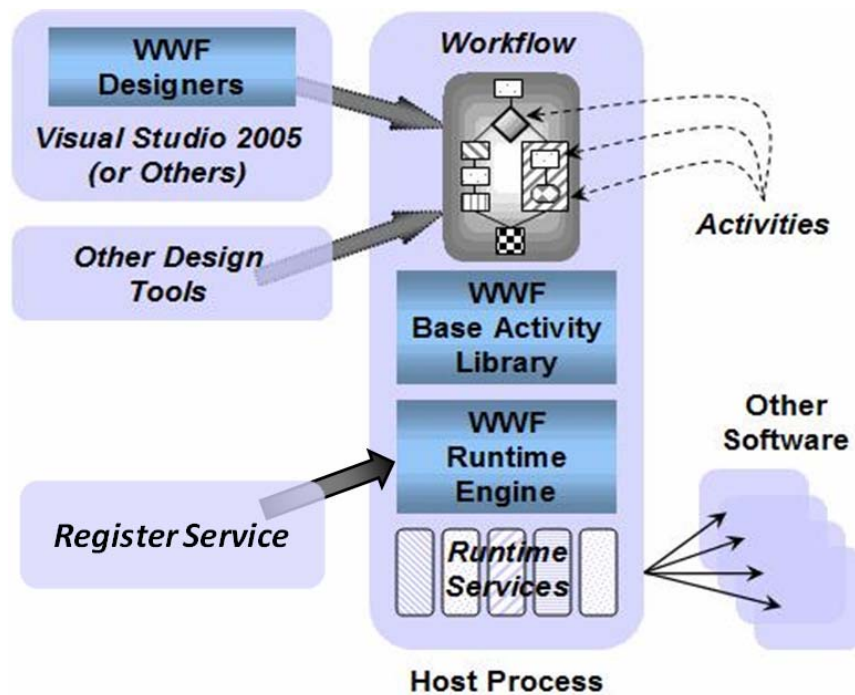 WWF
Designers
Visual Studio 2005
(or Others)
Other Design
Tools
Register Service
Workflow
Activities
WWF
Base Activity
Library
WWF
Runtime
Engine
Runtime
Services
Host Process
Other
Software